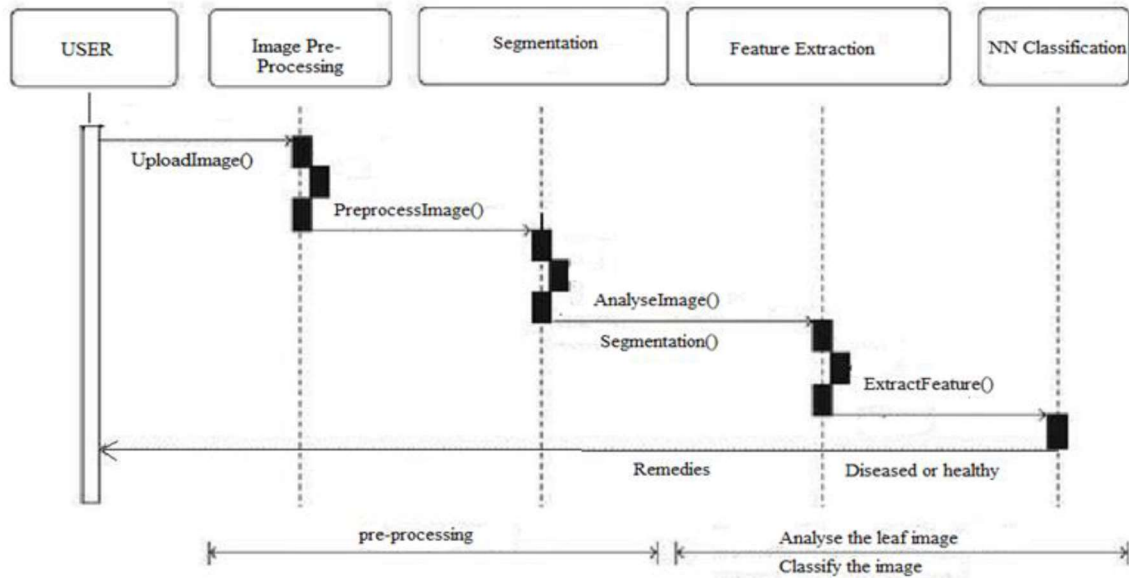 USER
Image Pre-
Processing
Segmentation
Feature Extraction
NN Classification
UploadImage()
PreprocessImage()
AnalyseImage()
Segmentation()
ExtractFeature()
Remedies
Diseased or healthy
pre-processing
Analyse the leaf image
Classify the image